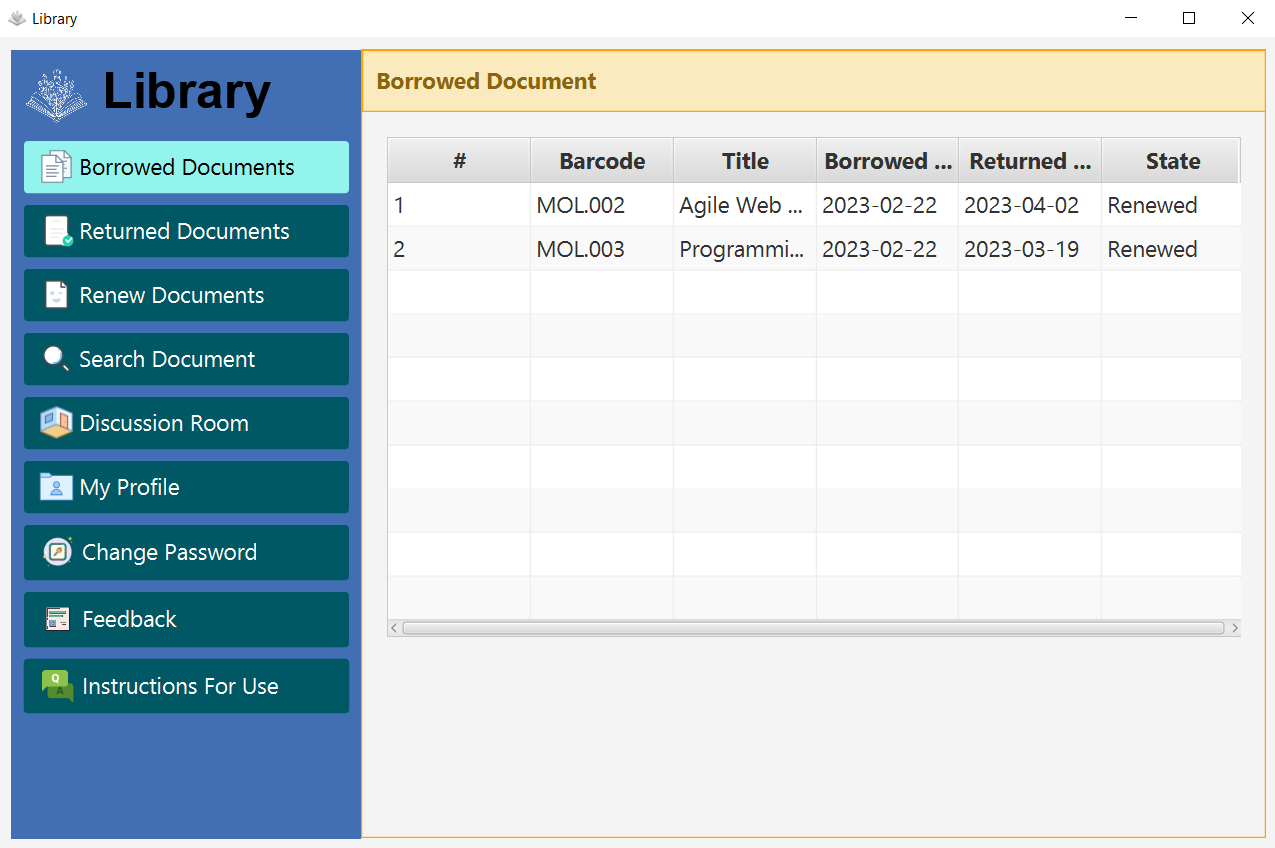 Library
Library
Borrowed Documents
Returned Documents
Renew Documents
Search Document
Discussion Room
My Profile
Change Password
Feedback
Q
A
Instructions For Use
Borrowed Document
# Barcode Title Borrowed ... Returned ... State
1 MOL.002 Agile Web ... 2023-02-22 2023-04-02 Renewed
2 MOL.003 Programmi... 2023-02-22 2023-03-19 Renewed